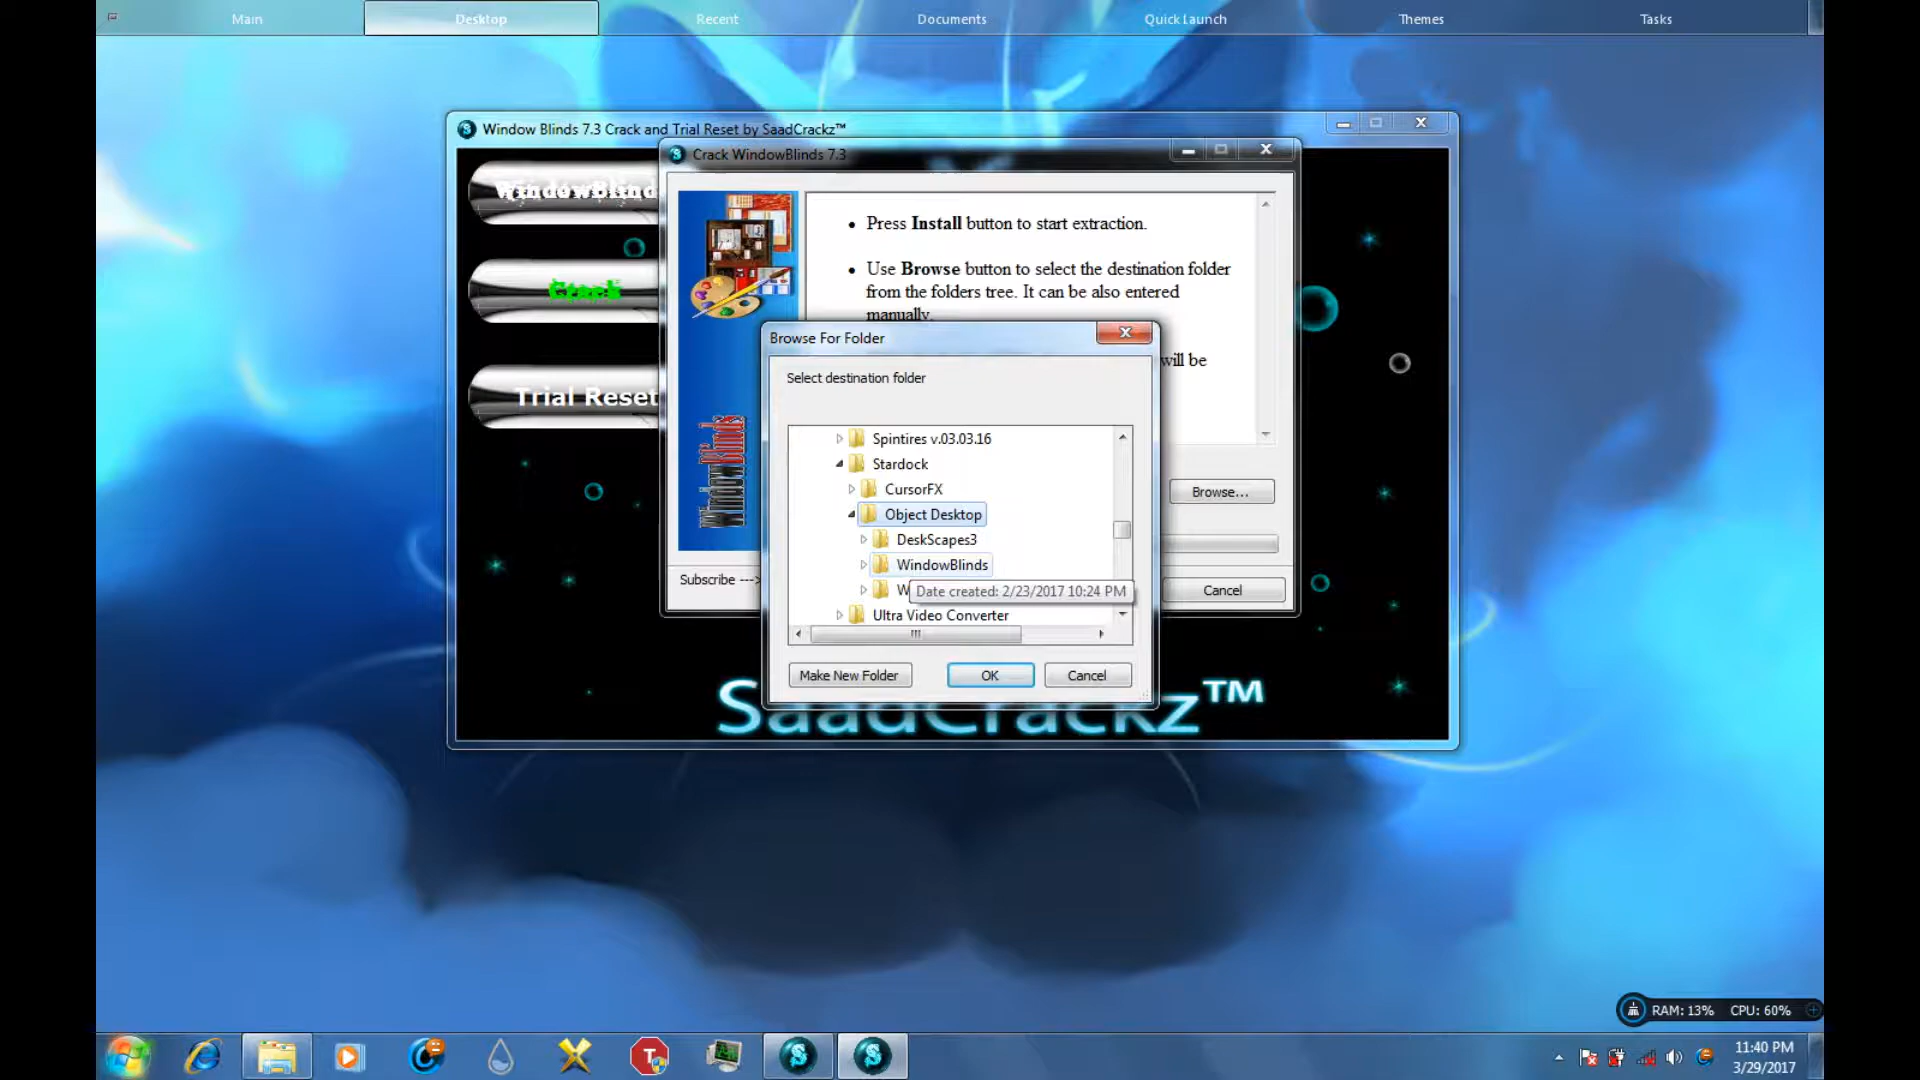 Main
Desktop
Recent
Documents
Quick Launch
Themes
Tasks
Window Blinds 7.3 Crack and Trial Reset by SaadCrackz™
Crack WindowBlinds 7.3
WindowBlind
Crack
Trial Reset
• Press Install button to start extraction.
• Use Browse button to select the destination folder
from the folders tree. It can be also entered
manually.
will be
WindowBlinds
Browse...
Subscribe --->
Cancel
Browse For Folder
Select destination folder
Spintires v.03.03.16
Stardock
CursorFX
Object Desktop
DeskScapes3
WindowBlinds
W
Date created: 2/23/2017 10:24 PM
Ultra Video Converter
Make New Folder
OK
Cancel
SaadCrackz™
RAM: 13%
CPU: 60%
11:40 PM
3/29/2017